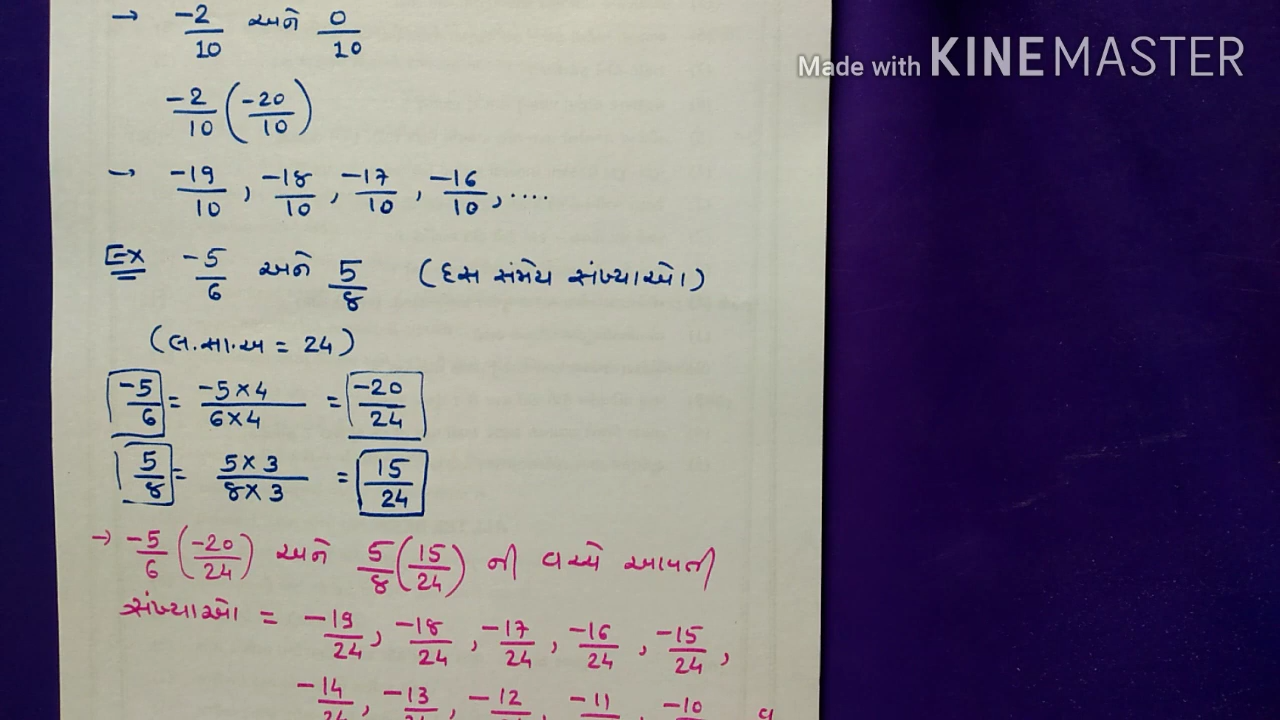 Made with KINEMASTER
→ -2/10 અને 0/10
-2/10 (-20/10)
→ -19/10, -18/10, -17/10, -16/10, ....
Ex -5/6 અને 5/8 (દસ સંમેય સંખ્યાઓ)
(લ.સા.અ = 24)
-5/6 = -5×4/6×4 = -20/24
5/8 = 5×3/8×3 = 15/24
→ -5/6 (-20/24) અને 5/8 (15/24) ની વચ્ચે આવતી
સંખ્યાઓ = -19/24, -18/24, -17/24, -16/24, -15/24,
-14/24, -13/24, -12, -11, -10